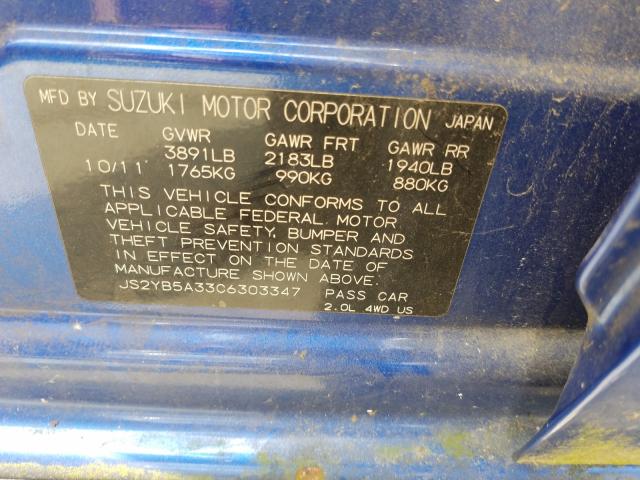 MFD BY SUZUKI MOTOR CORPORATION JAPAN
DATE GVWR GAWR FRT GAWR RR
3891LB 2183LB 1940LB
10/11 1765KG 990KG 880KG
THIS VEHICLE CONFORMS TO ALL
APPLICABLE FEDERAL MOTOR
VEHICLE SAFETY, BUMPER AND
THEFT PREVENTION STANDARDS
IN EFFECT ON THE DATE OF
MANUFACTURE SHOWN ABOVE.
JS2YB5A33C6303347 PASS CAR
2.0L 4WD US